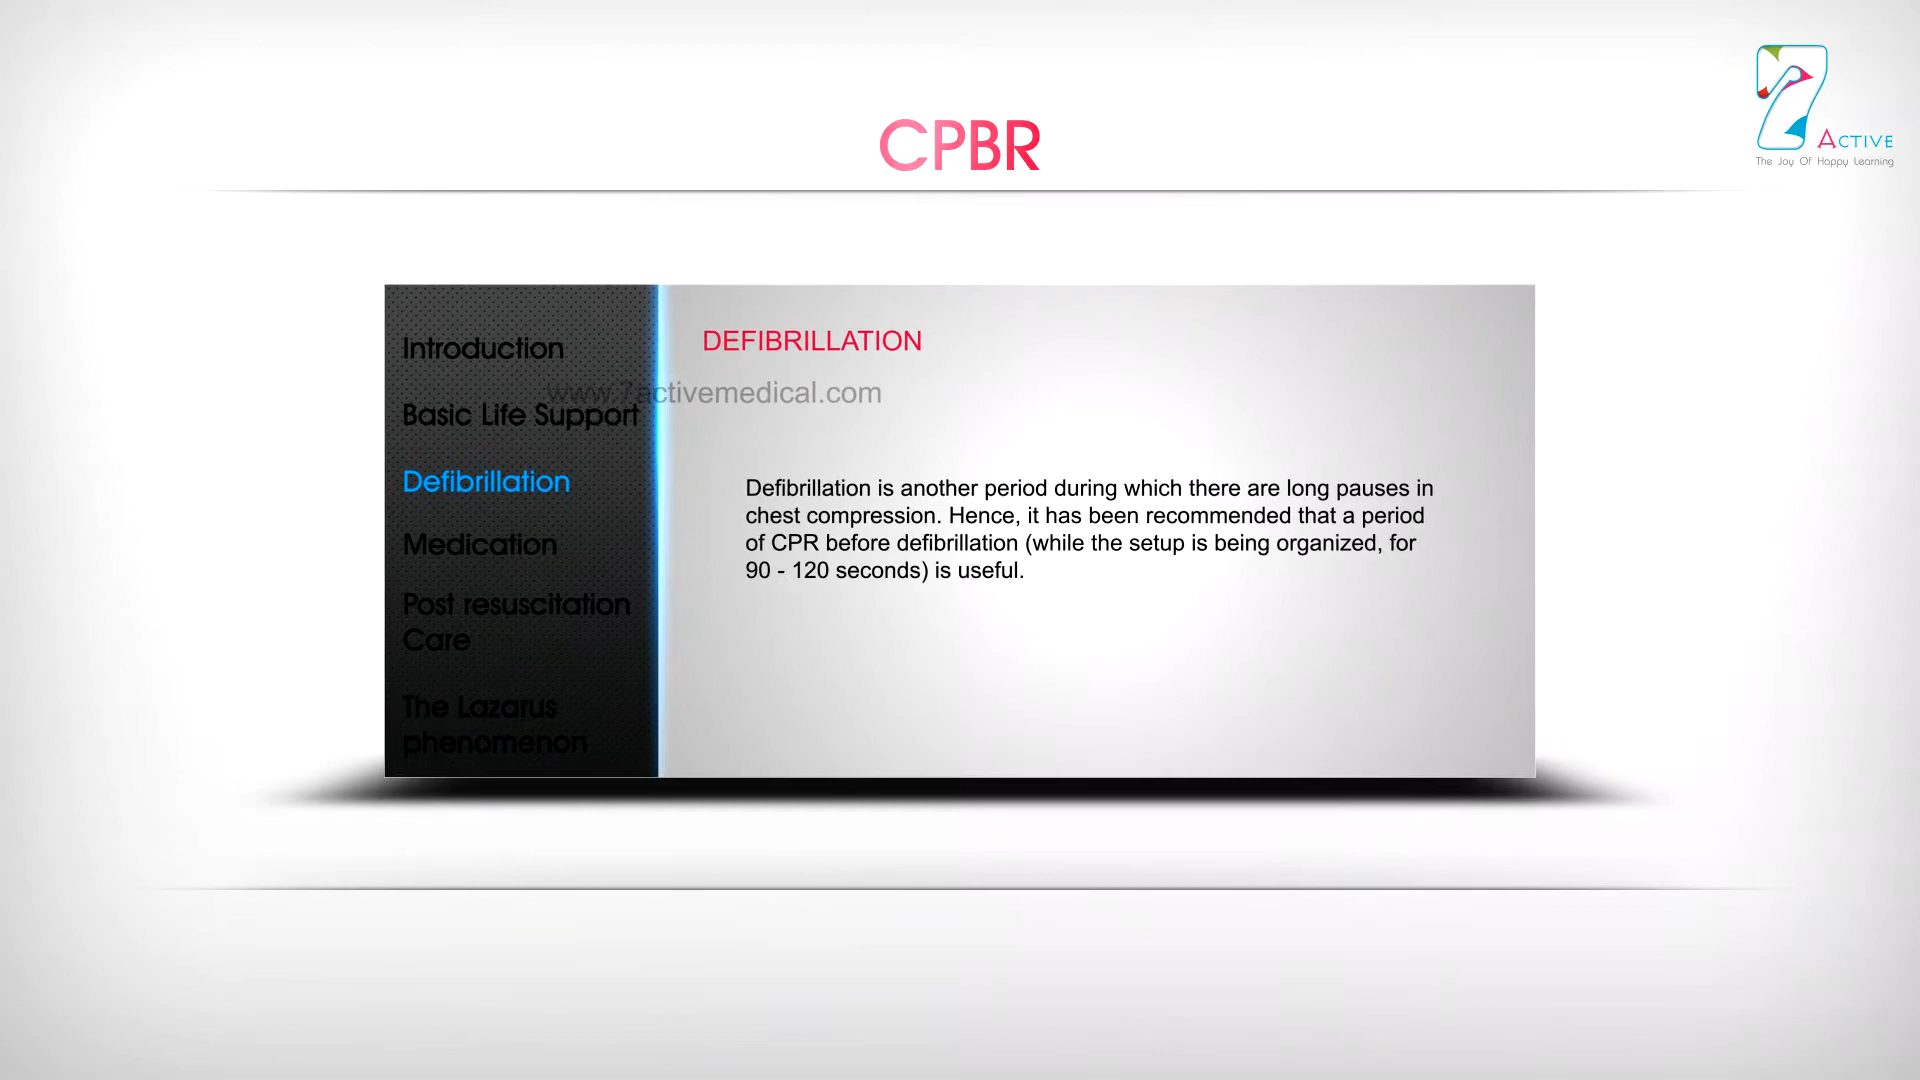 CPBR
7 ACTIVE
The Joy Of Happy Learning
Introduction
Basic Life Support
Defibrillation
Medication
Post resuscitation
Care
The Lazarus
phenomenon
DEFIBRILLATION
www.7activemedical.com
Defibrillation is another period during which there are long pauses in
chest compression. Hence, it has been recommended that a period
of CPR before defibrillation (while the setup is being organized, for
90 - 120 seconds) is useful.